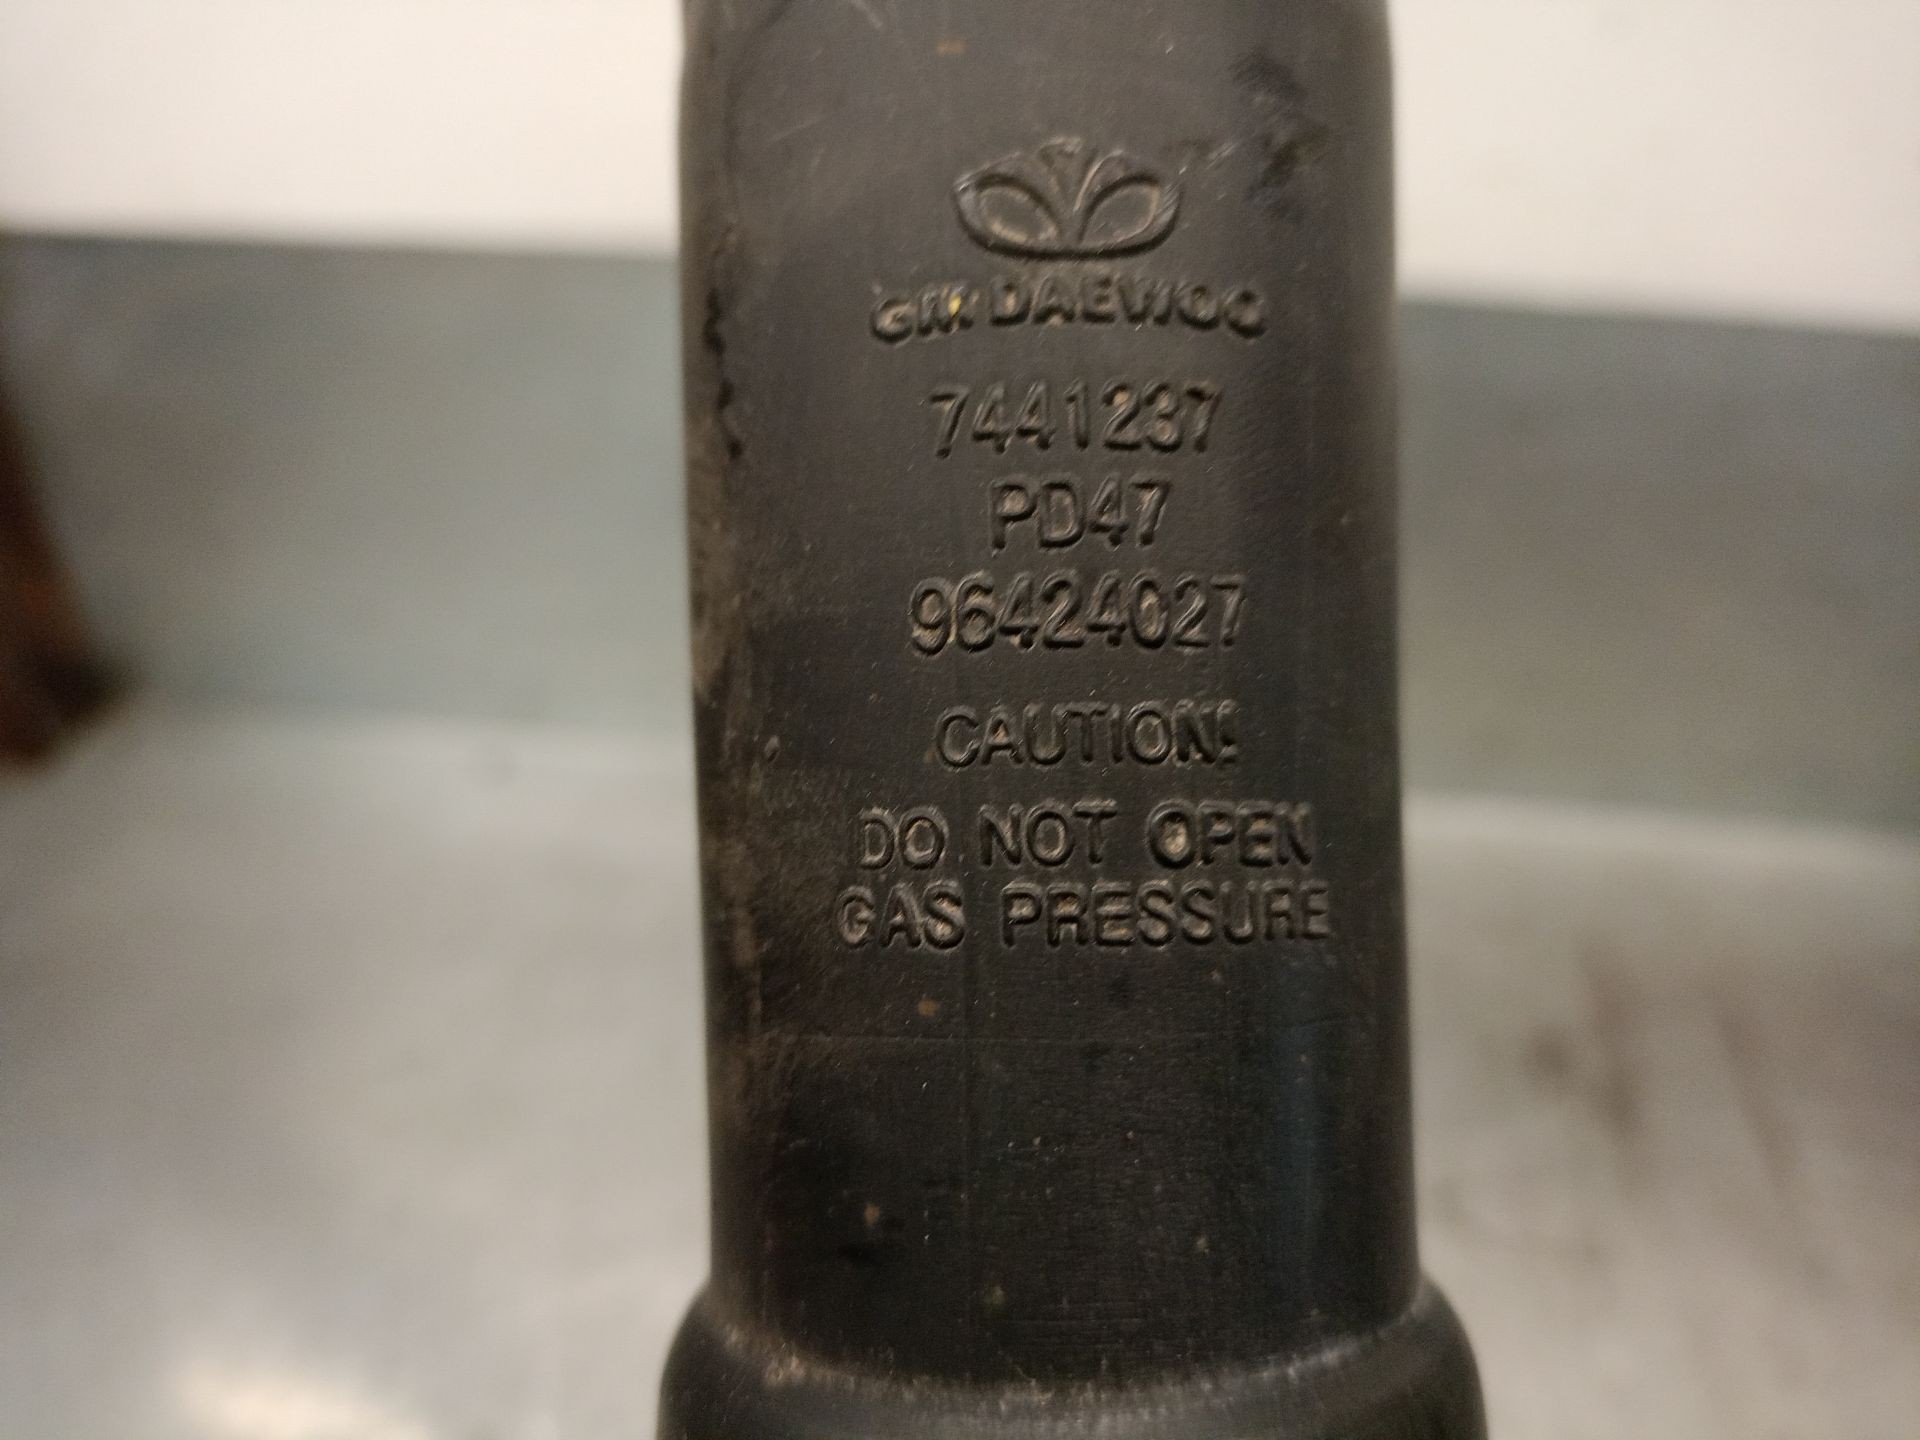 GM DAEWOO
7441237
PD47
96424027
CAUTION!
DO NOT OPEN
GAS PRESSURE